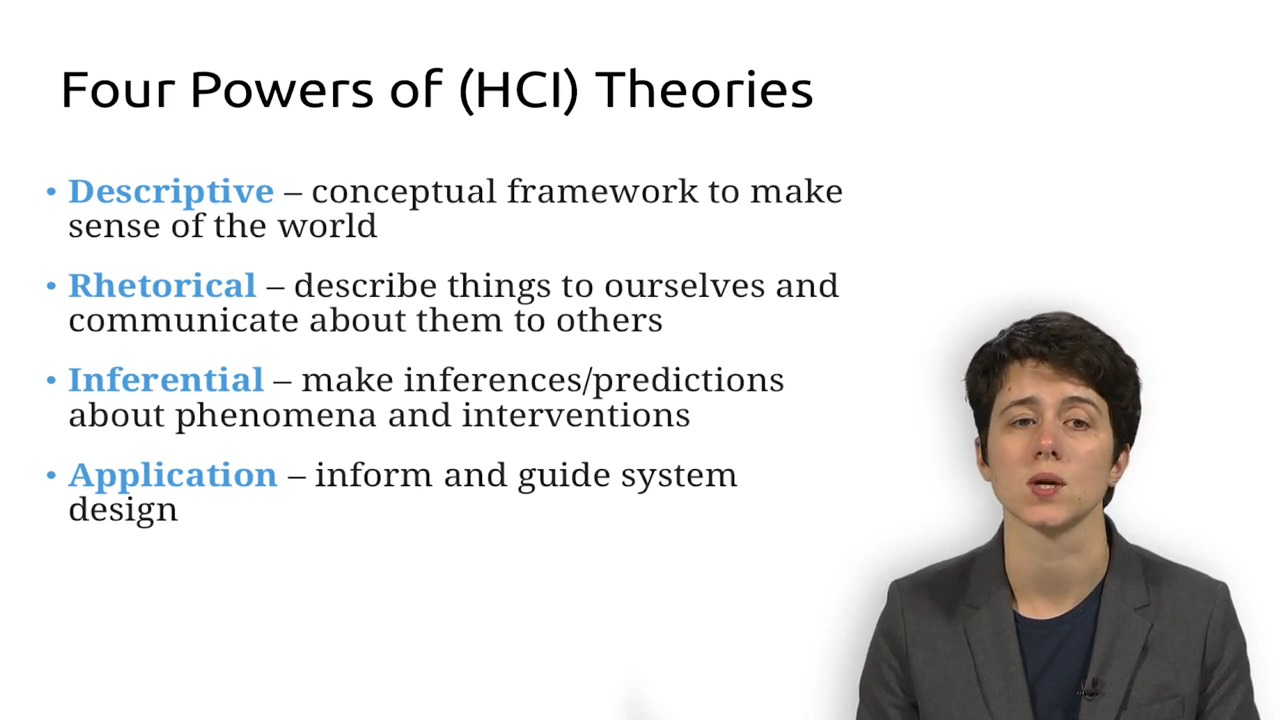 Four Powers of (HCI) Theories
• Descriptive – conceptual framework to make
sense of the world
• Rhetorical – describe things to ourselves and
communicate about them to others
• Inferential – make inferences/predictions
about phenomena and interventions
• Application – inform and guide system
design